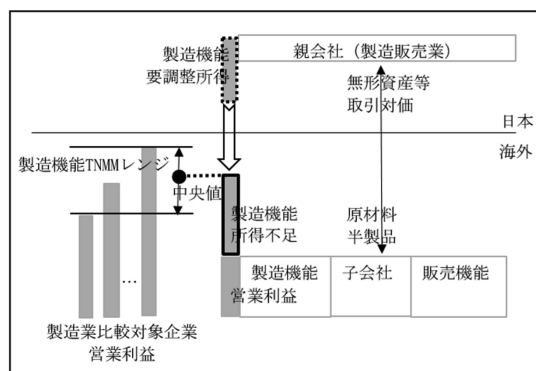 製造機能
要調整所得
親会社（製造販売業）
無形資産等
取引対価
日本
海外
製造機能TNMMレンジ
中央値
製造機能
所得不足
原材料
半製品
製造機能
営業利益
子会社
販売機能
…
製造業比較対象企業
営業利益